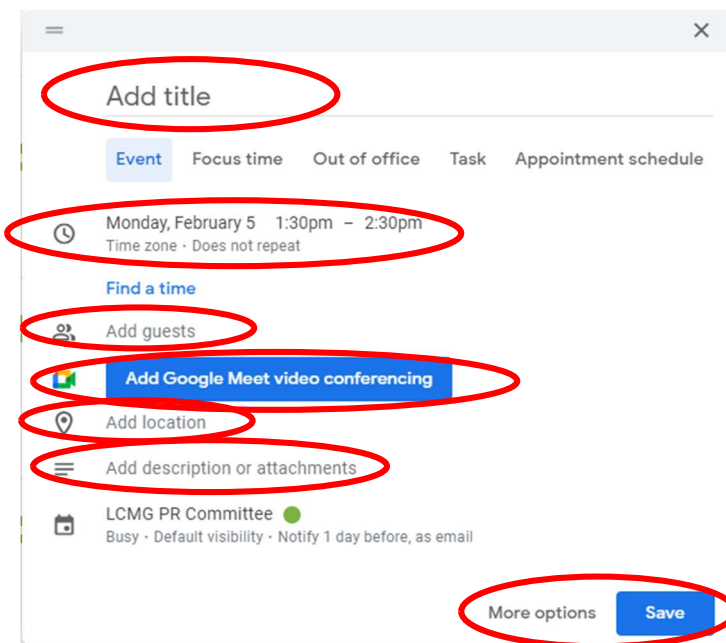 Add title
Event Focus time Out of office Task Appointment schedule
Monday, February 5 1:30pm – 2:30pm
Time zone · Does not repeat
Find a time
Add guests
Add Google Meet video conferencing
Add location
Add description or attachments
LCMG PR Committee
Busy · Default visibility · Notify 1 day before, as email
More options Save